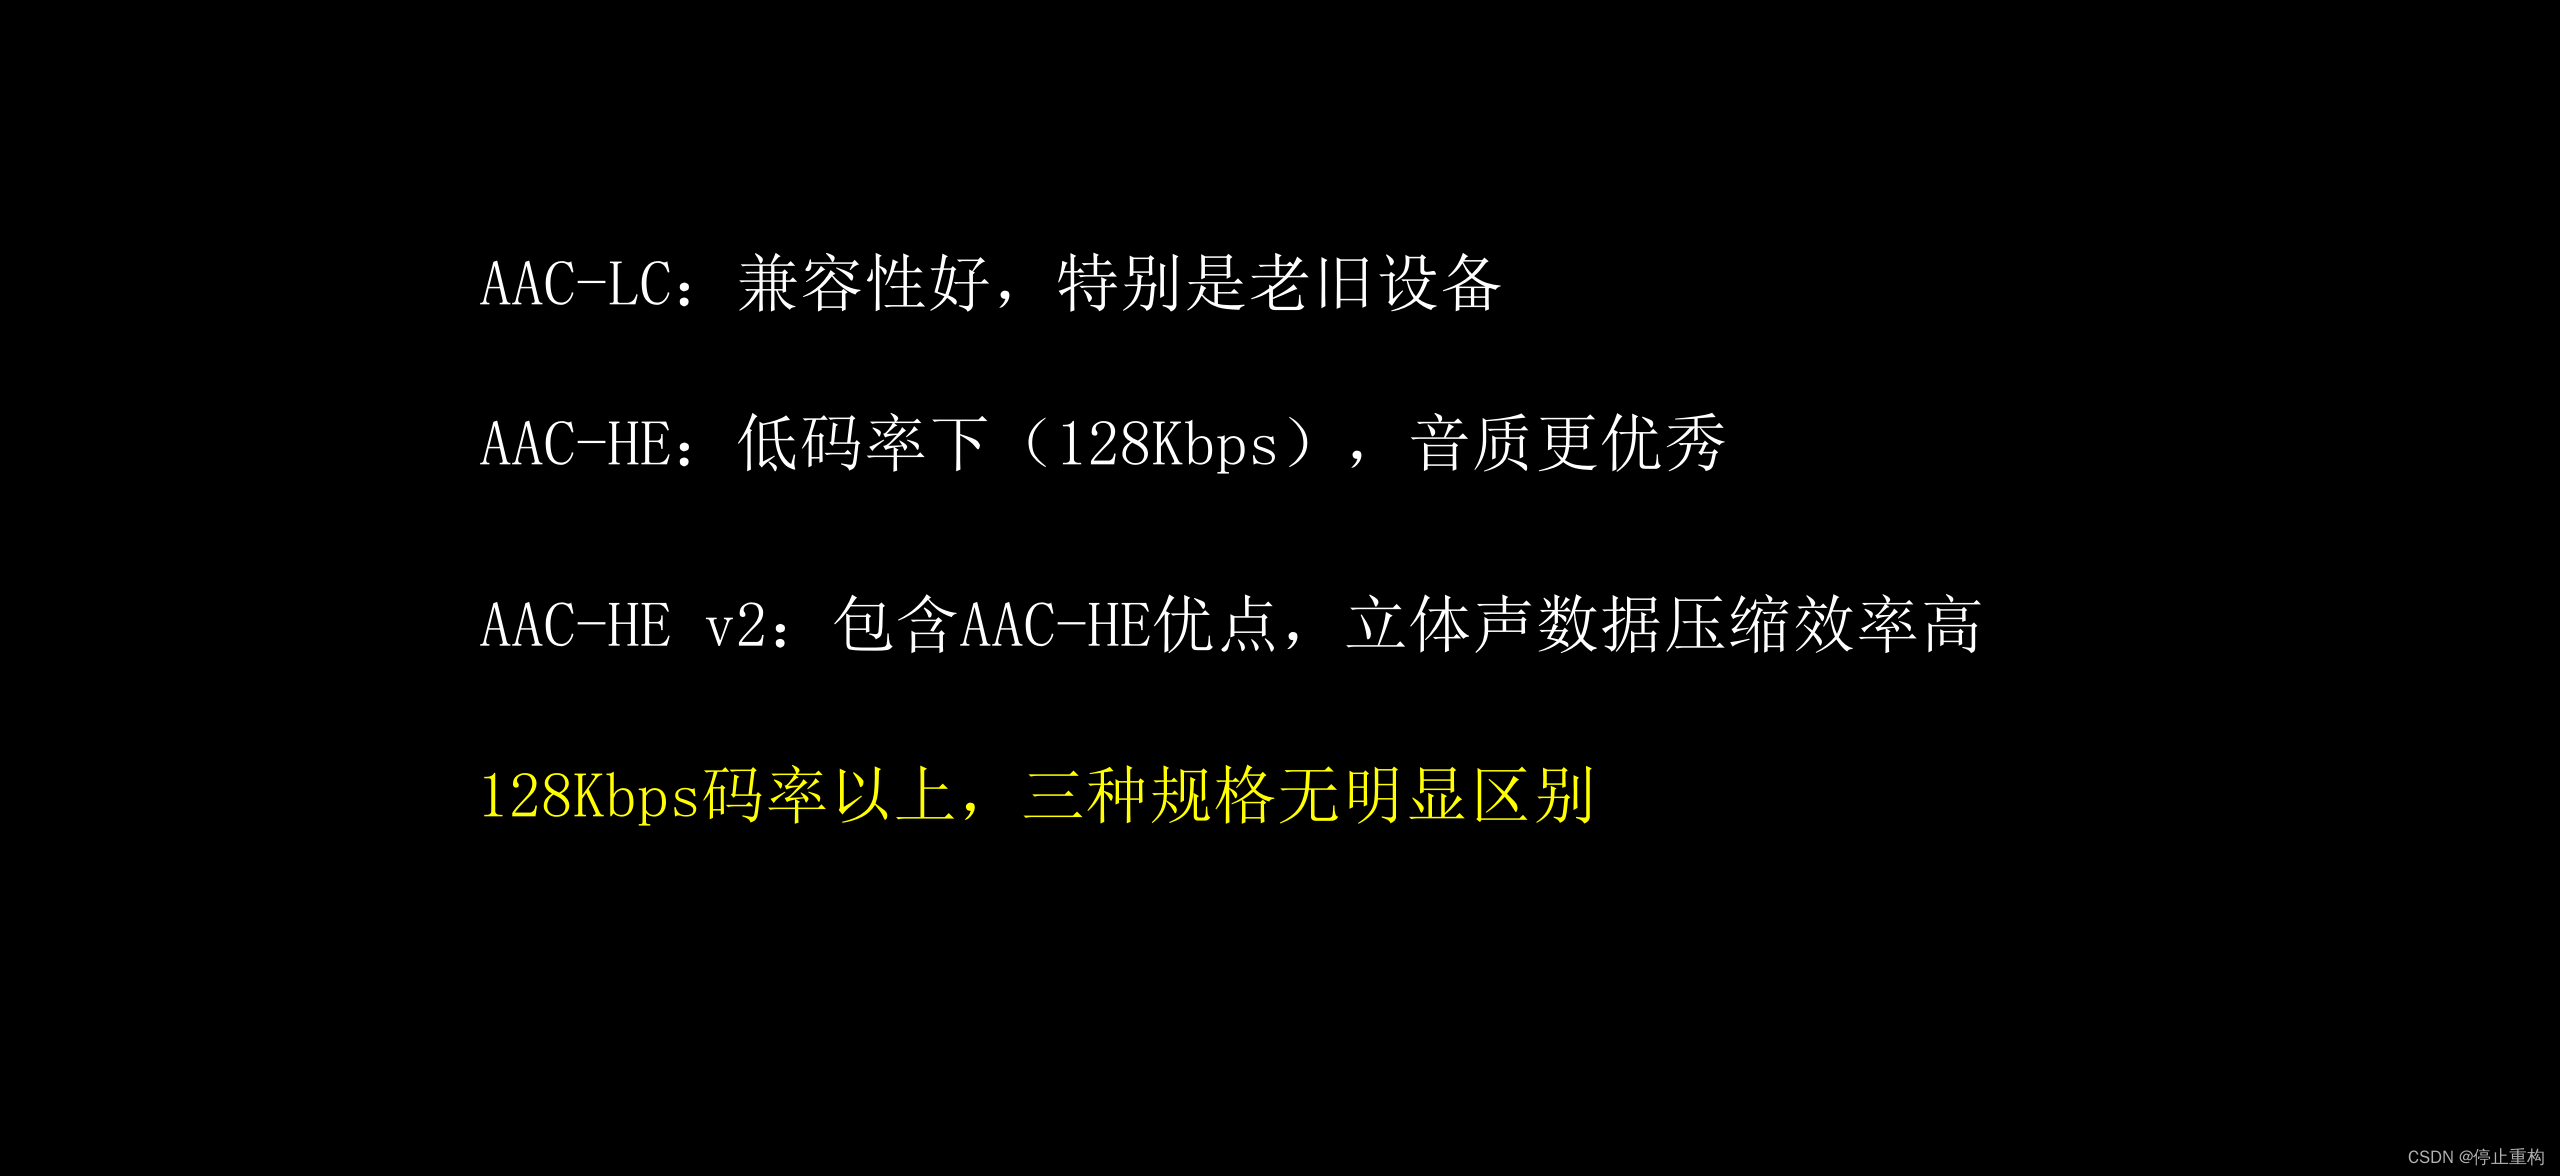 AAC-LC：兼容性好，特别是老旧设备
AAC-HE：低码率下（128Kbps），音质更优秀
AAC-HE v2：包含AAC-HE优点，立体声数据压缩效率高
128Kbps码率以上，三种规格无明显区别
CSDN @停止重构